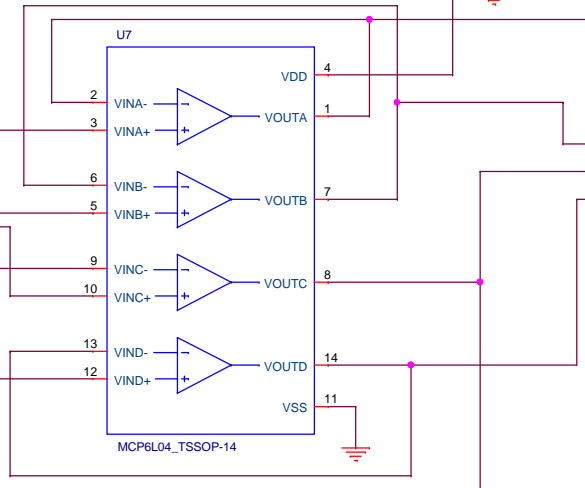 U7
VDD 4
2 VINA-
VOUTA 1
3 VINA+
6 VINB-
VOUTB 7
5 VINB+
9 VINC-
VOUTC 8
10 VINC+
13 VIND-
VOUTD 14
12 VIND+
VSS 11
MCP6L04_TSSOP-14